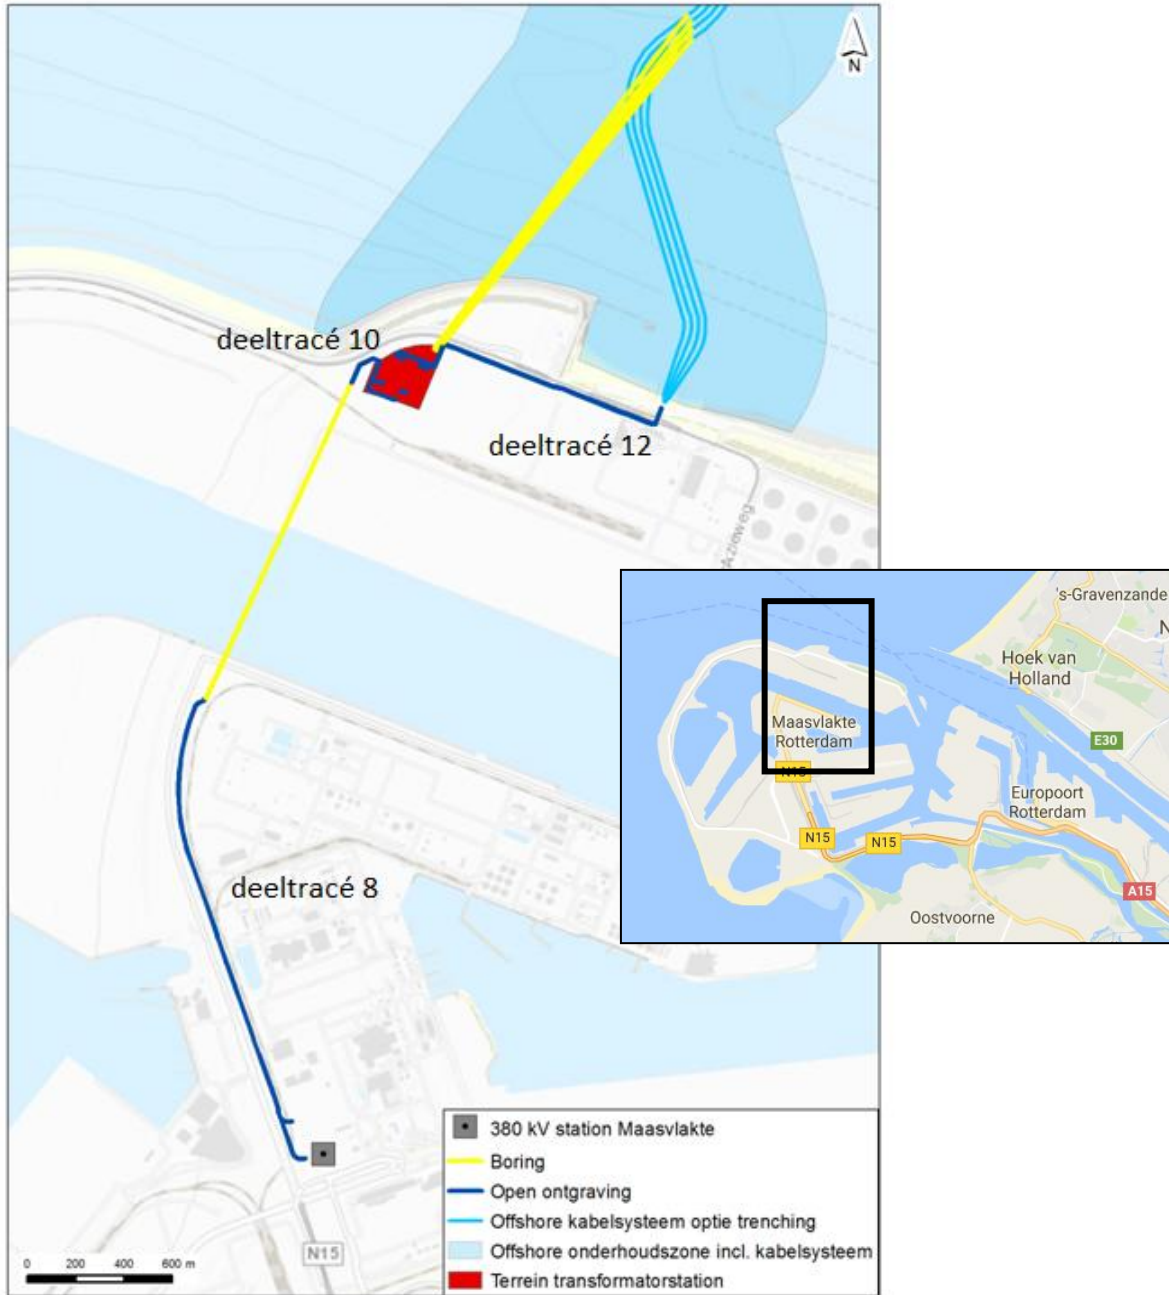 N
deeltracé 10
deeltracé 12
Azieweg
deeltracé 8
N15
0 200 400 600 m
380 kV station Maasvlakte
Boring
Open ontgraving
Offshore kabelsysteem optie trenching
Offshore onderhoudszone incl. kabelsysteem
Terrein transformatorstation
's-Gravenzande
N
Hoek van
Holland
Maasvlakte
Rotterdam
E30
N15
Europoort
Rotterdam
N15
N15
A15
Oostvoorne